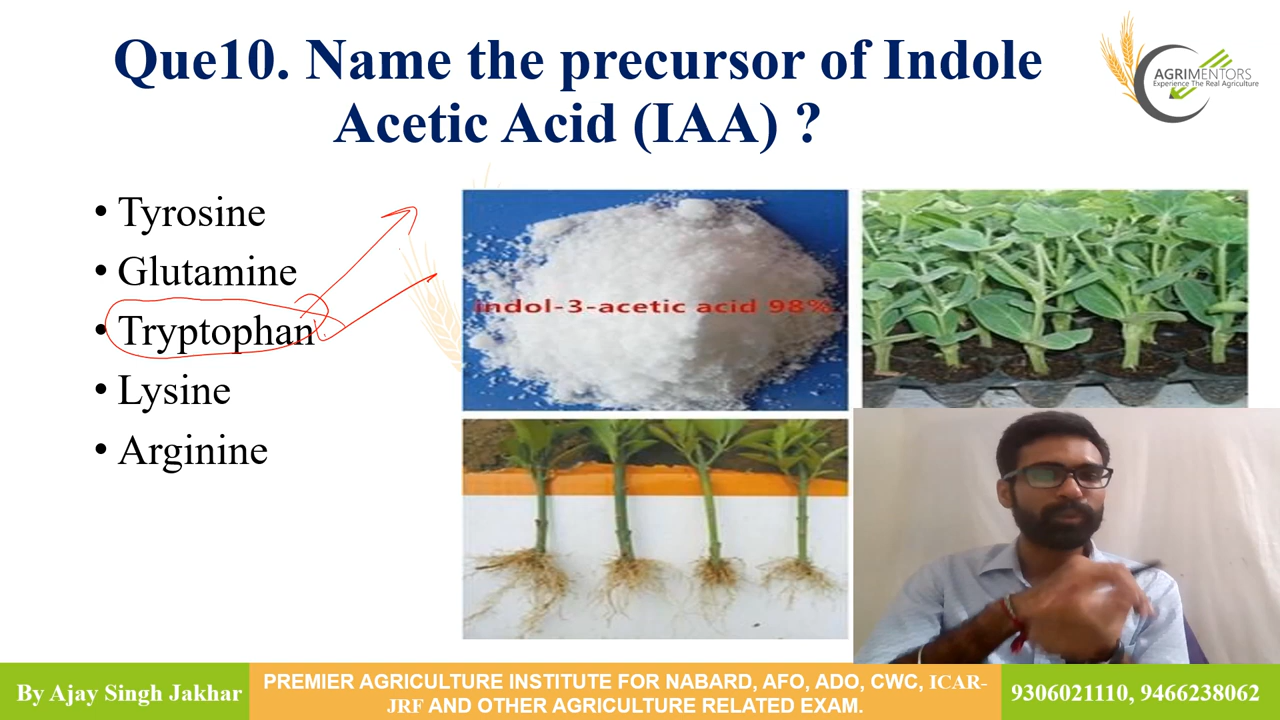 Que10. Name the precursor of Indole
Acetic Acid (IAA) ?
AGRIMENTORS
Experience The Real Agriculture
• Tyrosine
• Glutamine
• Tryptophan
• Lysine
• Arginine
indol-3-acetic acid 98%
By Ajay Singh Jakhar
PREMIER AGRICULTURE INSTITUTE FOR NABARD, AFO, ADO, CWC, ICAR-
JRF AND OTHER AGRICULTURE RELATED EXAM.
9306021110, 9466238062